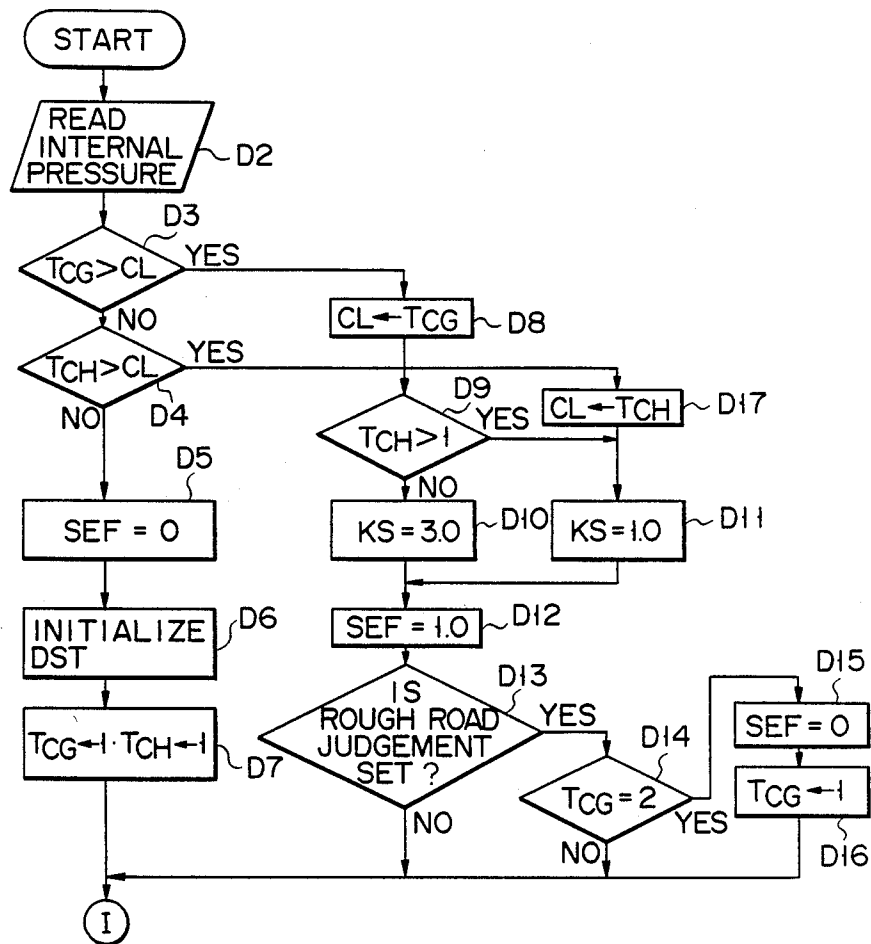 START
READ
INTERNAL
PRESSURE
D2
D3
TCG>CL
YES
NO
CL←TCG
D8
TCH>CL
YES
D4
NO
D9
CL←TCH
D17
TCH>1
YES
NO
D5
SEF=0
KS=3.0
D10
KS=1.0
D11
INITIALIZE
DST
D6
SEF=1.0
D12
D13
IS
ROUGH ROAD
JUDGEMENT
SET?
YES
NO
D15
SEF=0
TCG←1·TCH←1
D7
D14
TCG=2
YES
NO
TCG←1
D16
I